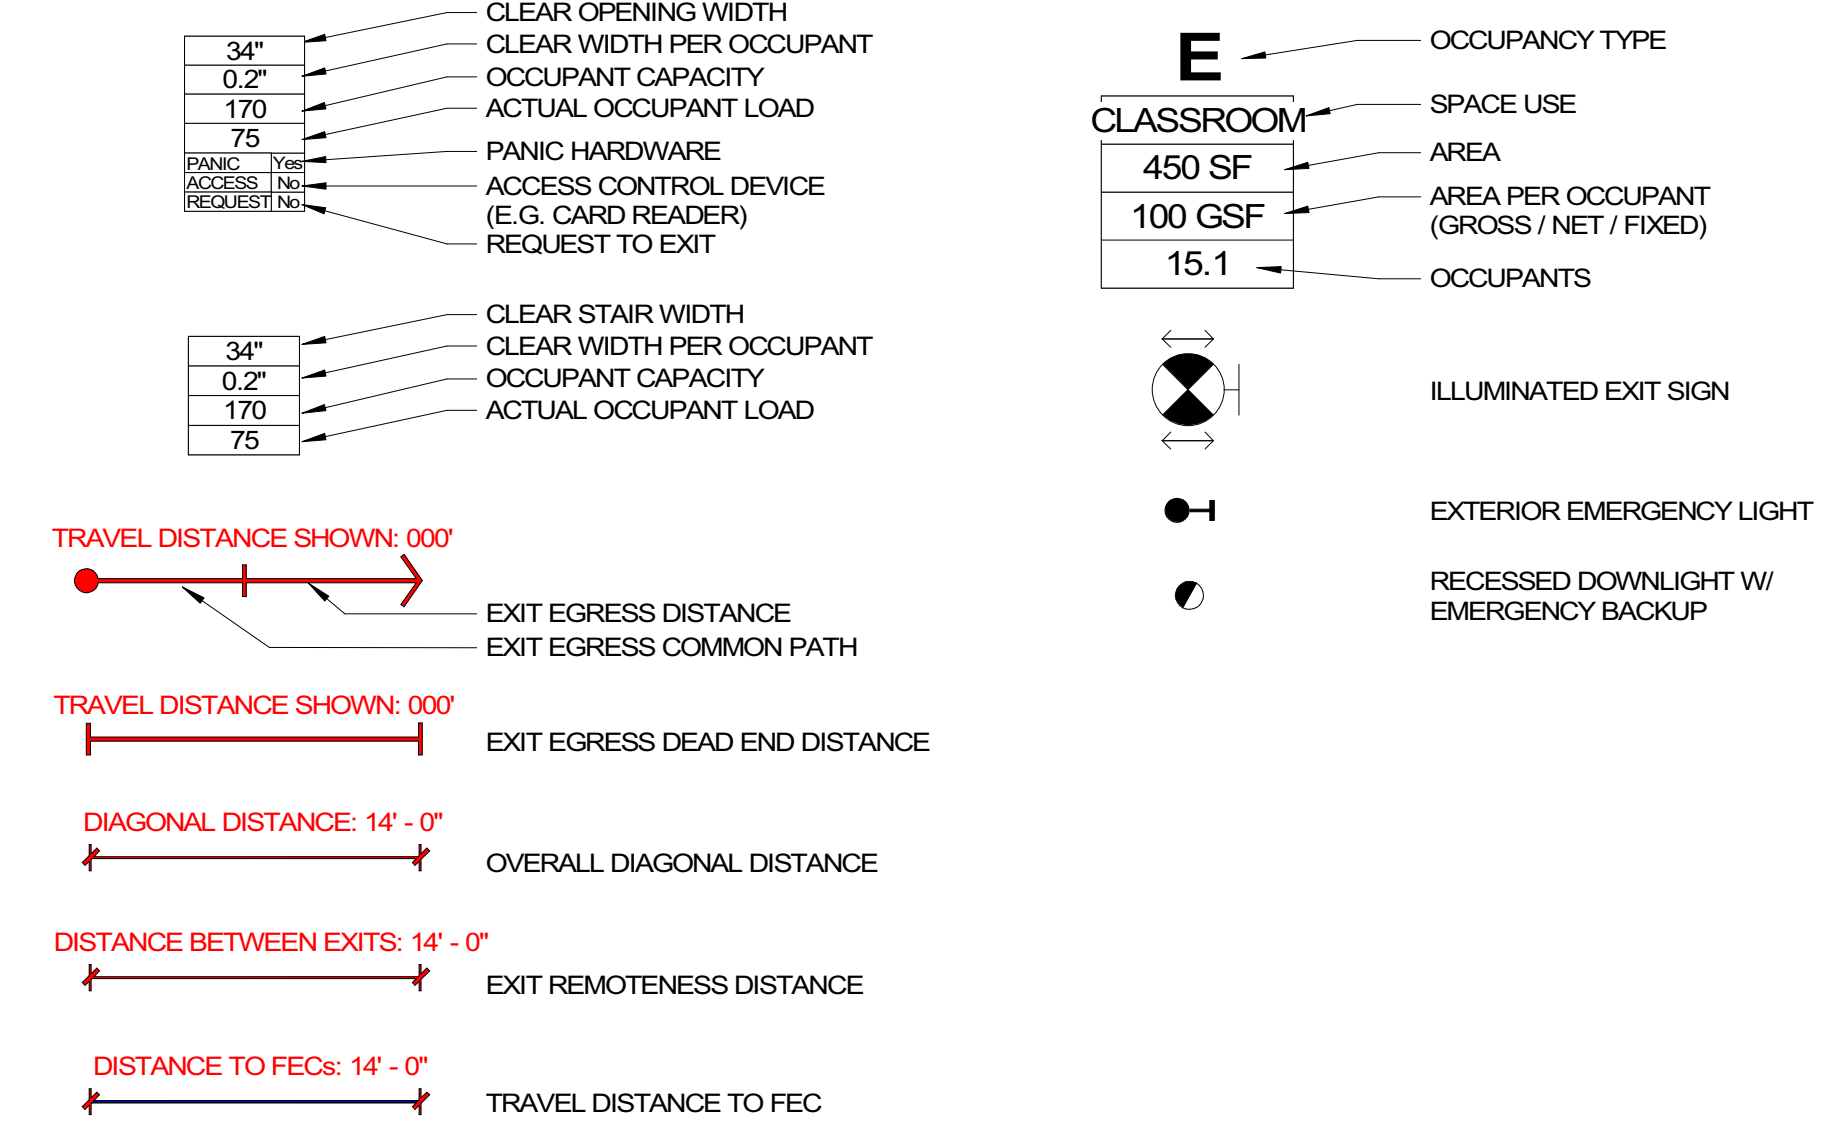 CLEAR OPENING WIDTH
34"
CLEAR WIDTH PER OCCUPANT
0.2"
OCCUPANT CAPACITY
170
ACTUAL OCCUPANT LOAD
75
PANIC Yes
PANIC HARDWARE
ACCESS No
ACCESS CONTROL DEVICE
(E.G. CARD READER)
REQUEST No
REQUEST TO EXIT
CLEAR STAIR WIDTH
34"
CLEAR WIDTH PER OCCUPANT
0.2"
OCCUPANT CAPACITY
170
ACTUAL OCCUPANT LOAD
75
TRAVEL DISTANCE SHOWN: 000'
EXIT EGRESS DISTANCE
EXIT EGRESS COMMON PATH
TRAVEL DISTANCE SHOWN: 000'
EXIT EGRESS DEAD END DISTANCE
DIAGONAL DISTANCE: 14' - 0"
OVERALL DIAGONAL DISTANCE
DISTANCE BETWEEN EXITS: 14' - 0"
EXIT REMOTENESS DISTANCE
DISTANCE TO FECs: 14' - 0"
TRAVEL DISTANCE TO FEC
E
OCCUPANCY TYPE
CLASSROOM
SPACE USE
450 SF
AREA
100 GSF
AREA PER OCCUPANT
(GROSS / NET / FIXED)
15.1
OCCUPANTS
ILLUMINATED EXIT SIGN
EXTERIOR EMERGENCY LIGHT
RECESSED DOWNLIGHT W/
EMERGENCY BACKUP